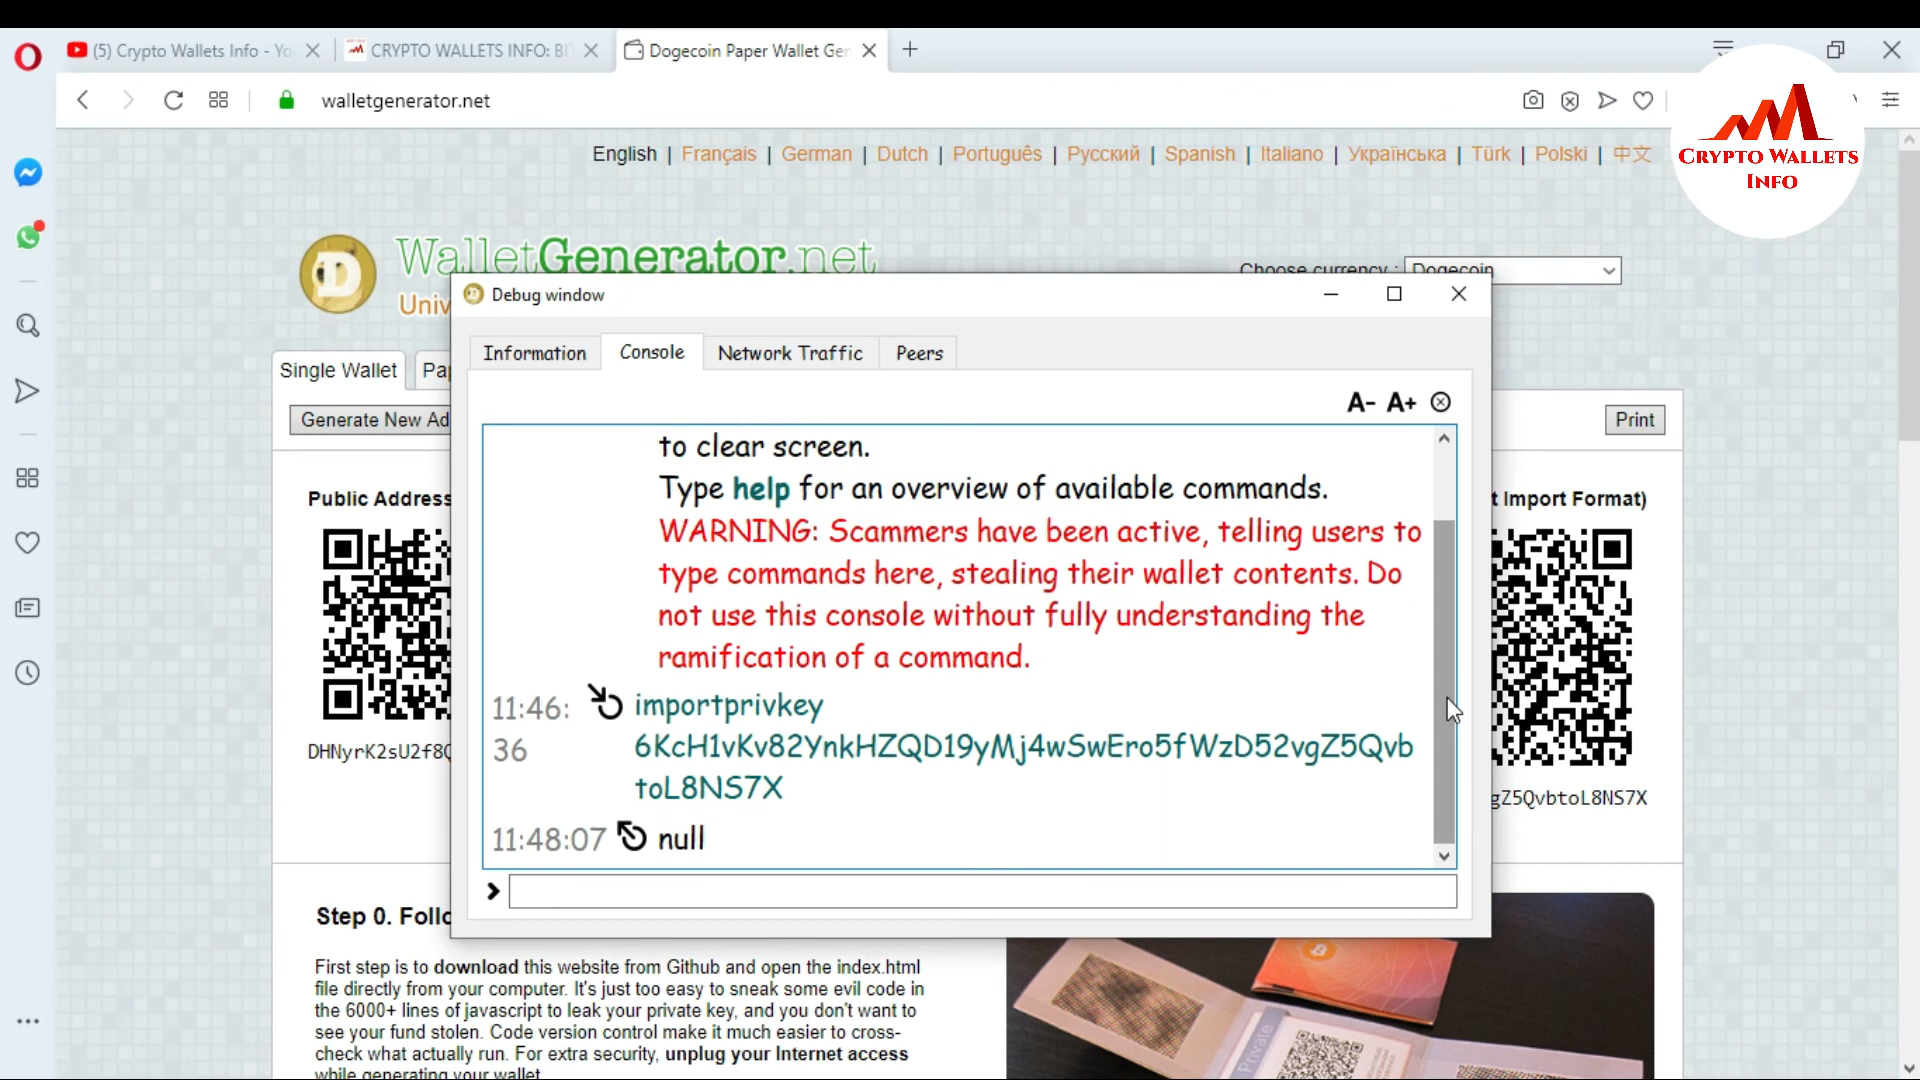 (5) Crypto Wallets Info - Yo
CRYPTO WALLETS INFO: BI
Dogecoin Paper Wallet Ger
walletgenerator.net
CRYPTO WALLETS
INFO
English | Français | German | Dutch | Português | Русский | Spanish | Italiano | Українська | Türk | Polski | 中文
WalletGenerator.net
Univ
Choose currency : Dogecoin
Debug window
Information Console Network Traffic Peers
Single Wallet Pap
A- A+
Generate New Ad
Print
to clear screen.
Type help for an overview of available commands.
Public Address
t Import Format)
WARNING: Scammers have been active, telling users to
type commands here, stealing their wallet contents. Do
not use this console without fully understanding the
ramification of a command.
11:46:36 importprivkey
6KcH1vKv82YnkHZQD19yMj4wSwEro5fWzD52vgZ5Qvb
toL8NS7X
DHNyrK2sU2f8Q
gZ5QvbtoL8NS7X
11:48:07 null
Step 0. Follo
First step is to download this website from Github and open the index.html
file directly from your computer. It's just too easy to sneak some evil code in
the 6000+ lines of javascript to leak your private key, and you don't want to
see your fund stolen. Code version control make it much easier to cross-
check what actually run. For extra security, unplug your Internet access
while generating your wallet.
Private